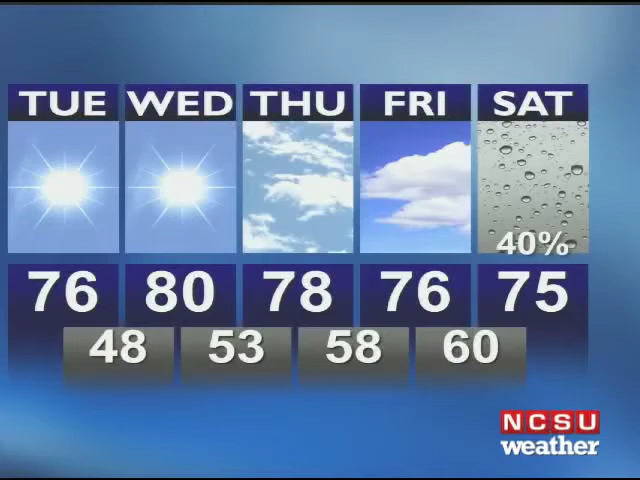 TUE WED THU FRI SAT
40%
76 80 78 76 75
48 53 58 60
NCSU
weather